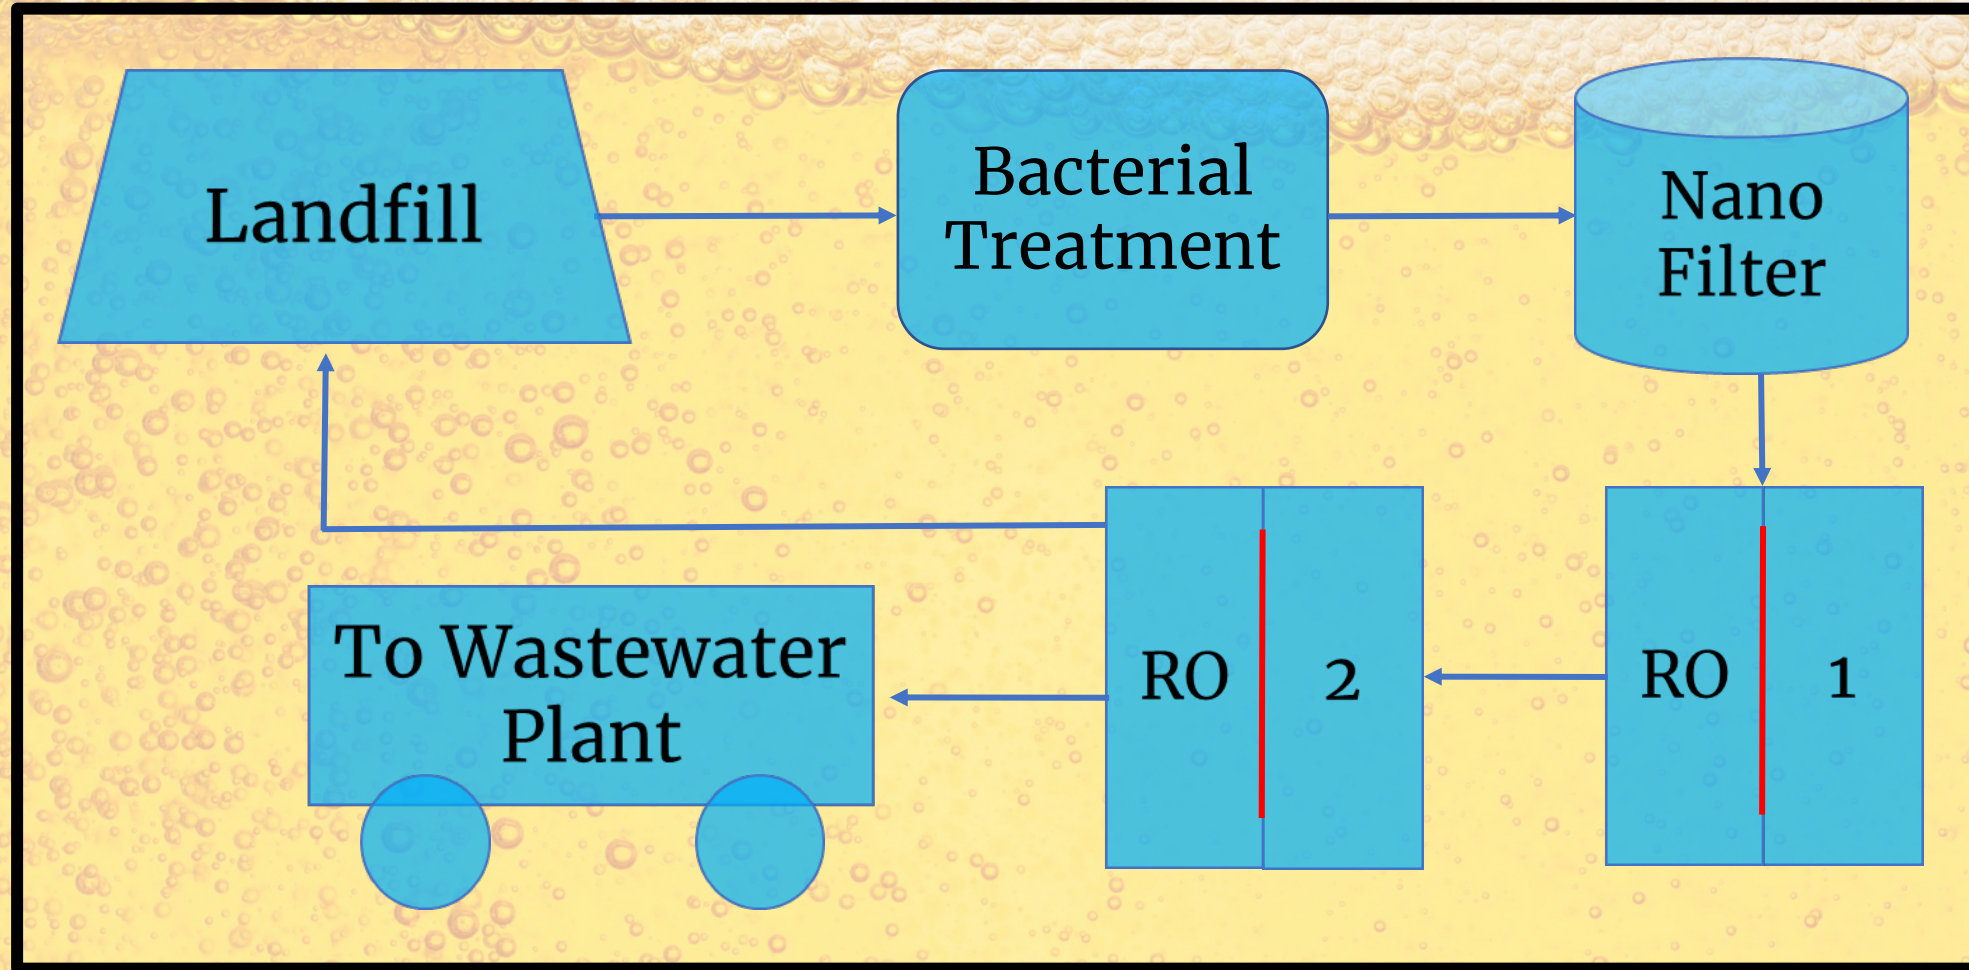 Landfill
Bacterial
Treatment
Nano
Filter
To Wastewater
Plant
RO 2
RO 1